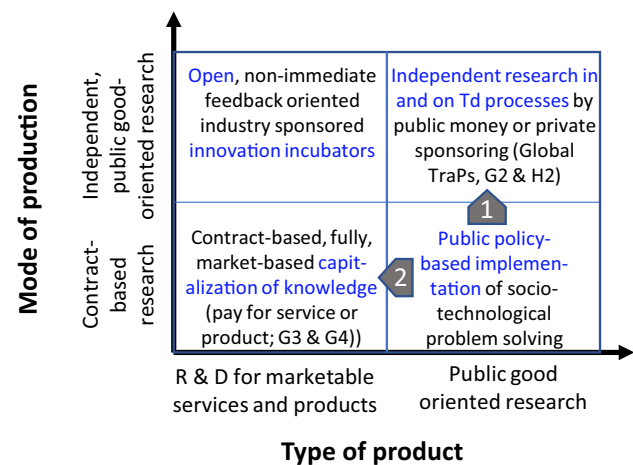 Mode of production
Independent,
public good-
oriented research
Contract-
based
research
Open, non-immediate
feedback oriented
industry sponsored
innovation incubators
Independent research in
and on Td processes by
public money or private
sponsoring (Global
TraPs, G2 & H2)
1
Contract-based, fully,
market-based capit-
alization of knowledge
(pay for service or
product; G3 & G4))
2
Public policy-
based implemen-
tation of socio-
technological
problem solving
R & D for marketable
services and products
Public good
oriented research
Type of product